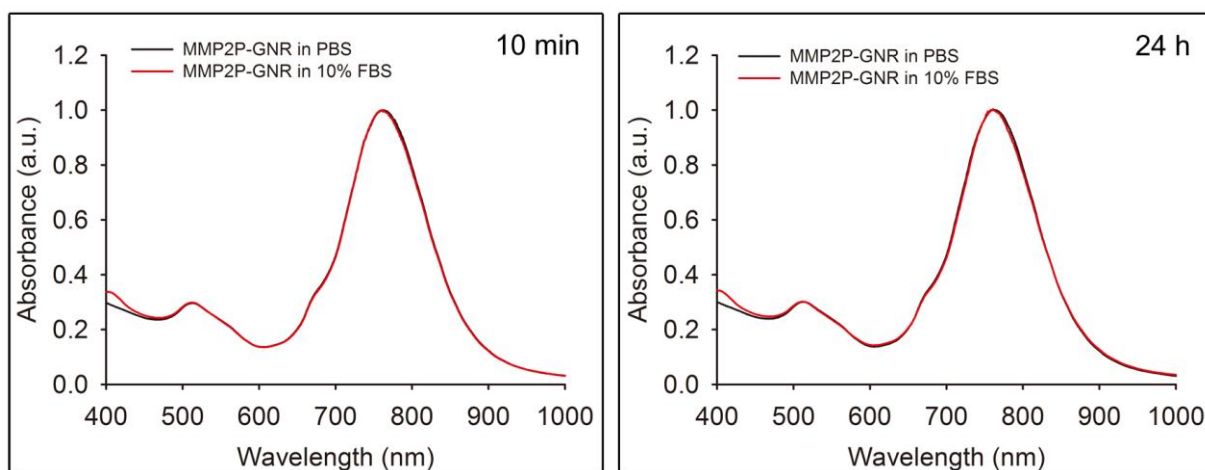 10 min
MMP2P-GNR in PBS
MMP2P-GNR in 10% FBS
1.2
1.0
0.8
0.6
0.4
0.2
0.0
Absorbance (a.u.)
400 500 600 700 800 900 1000
Wavelength (nm)
24 h
MMP2P-GNR in PBS
MMP2P-GNR in 10% FBS
1.2
1.0
0.8
0.6
0.4
0.2
0.0
Absorbance (a.u.)
400 500 600 700 800 900 1000
Wavelength (nm)